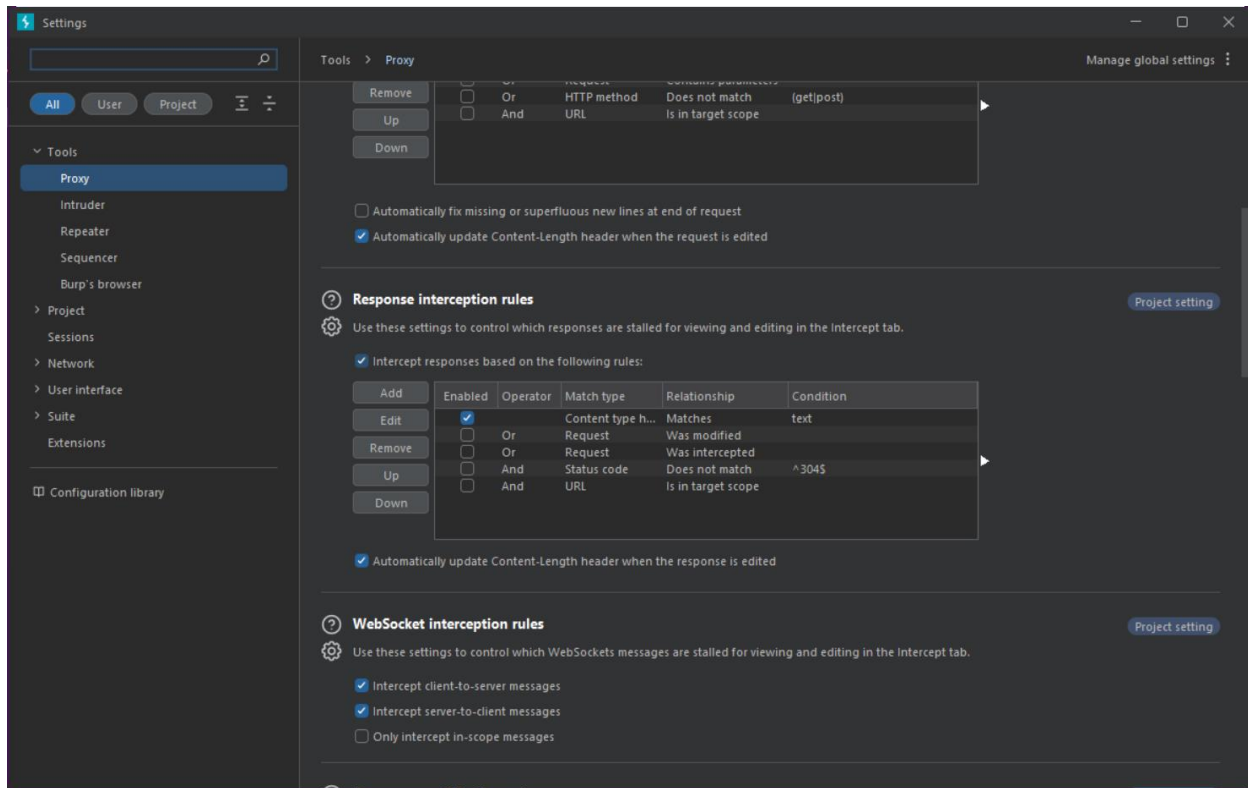 Settings
Tools > Proxy
Manage global settings
All User Project
Tools
Proxy
Intruder
Repeater
Sequencer
Burp's browser
Project
Sessions
Network
User interface
Suite
Extensions
Configuration library
Remove
Up
Down
Or Request Contains parameters
Or HTTP method Does not match (get|post)
And URL Is in target scope
Automatically fix missing or superfluous new lines at end of request
Automatically update Content-Length header when the request is edited
Response interception rules
Project setting
Use these settings to control which responses are stalled for viewing and editing in the Intercept tab.
Intercept responses based on the following rules:
Add
Edit
Remove
Up
Down
Enabled Operator Match type Relationship Condition
Content type h... Matches text
Or Request Was modified
Or Request Was intercepted
And Status code Does not match ^304$
And URL Is in target scope
Automatically update Content-Length header when the response is edited
WebSocket interception rules
Project setting
Use these settings to control which WebSockets messages are stalled for viewing and editing in the Intercept tab.
Intercept client-to-server messages
Intercept server-to-client messages
Only intercept in-scope messages